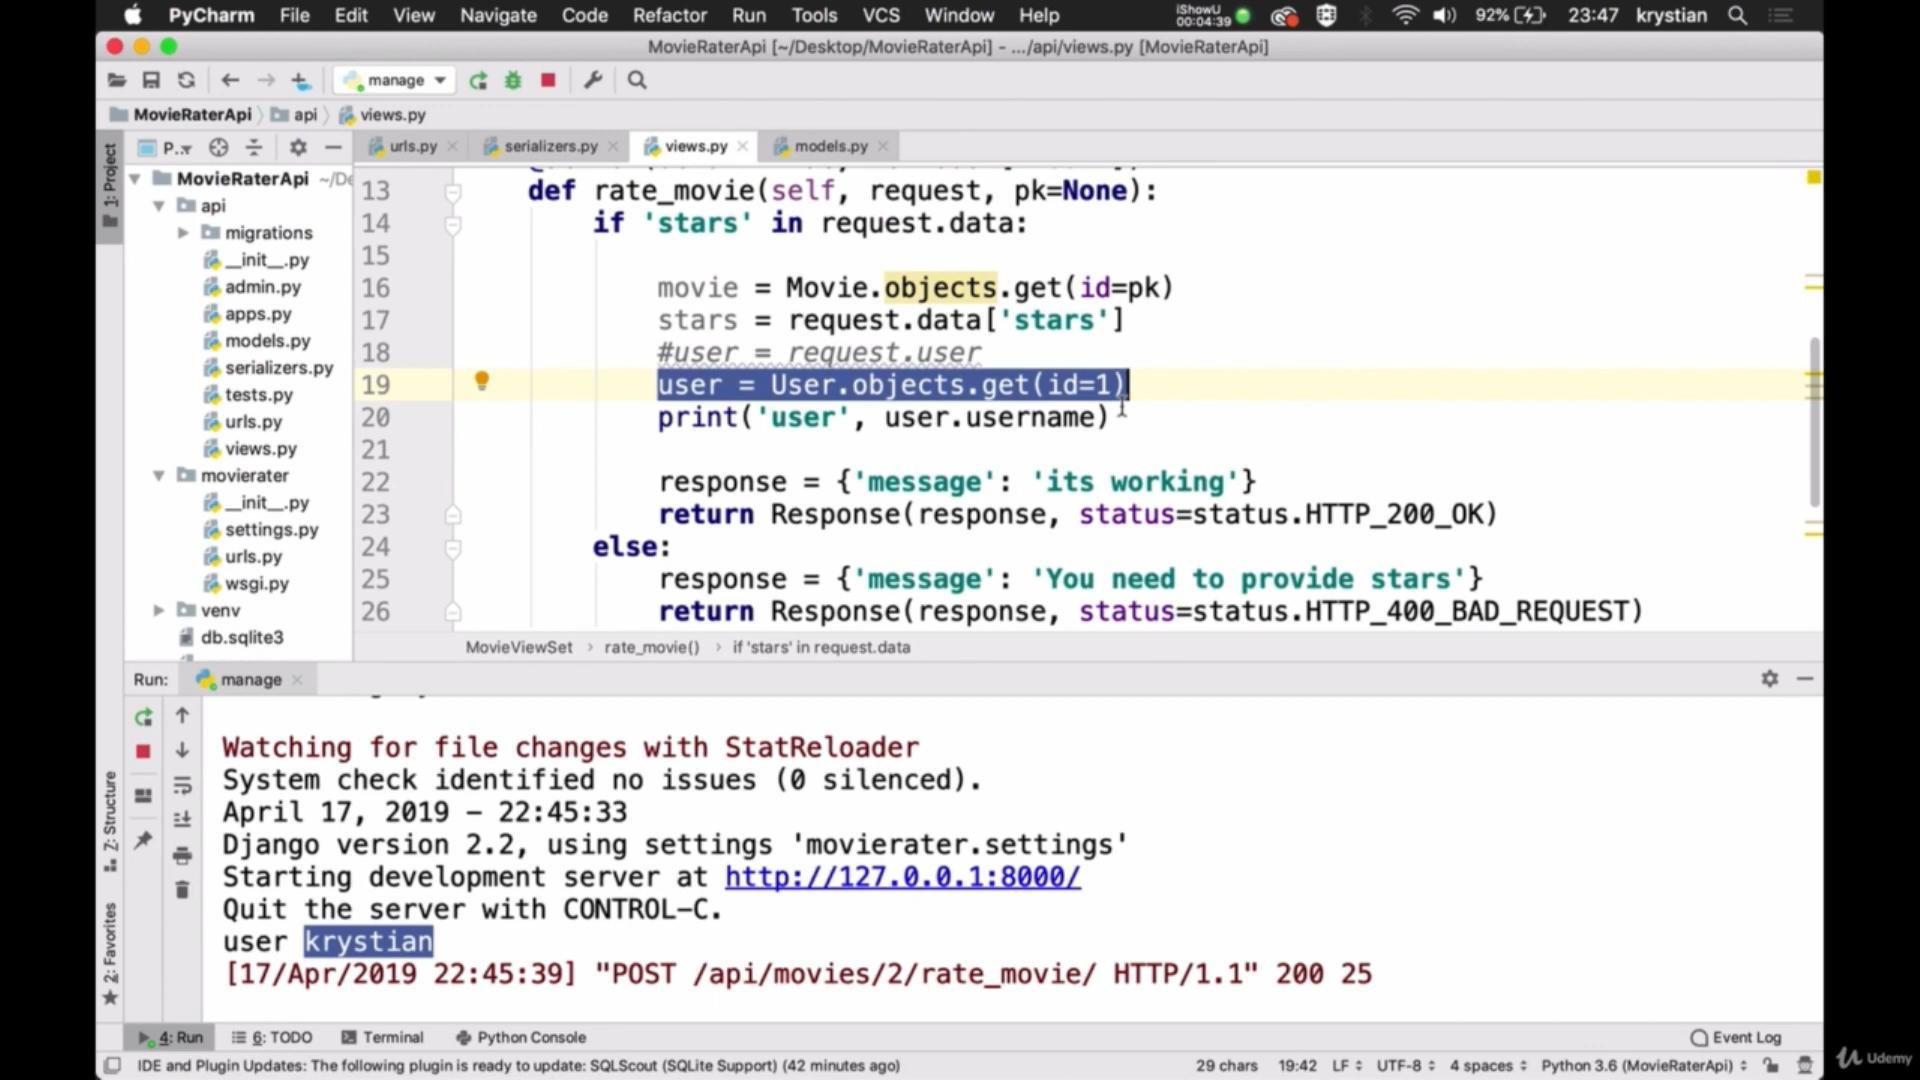 PyCharm File Edit View Navigate Code Refactor Run Tools VCS Window Help iShowU 00:04:39 92% 23:47 krystian
MovieRaterApi [~/Desktop/MovieRaterApi] - .../api/views.py [MovieRaterApi]
manage
MovieRaterApi api views.py
P.. urls.py serializers.py views.py models.py
1: Project
MovieRaterApi ~/De
api
migrations
__init__.py
admin.py
apps.py
models.py
serializers.py
tests.py
urls.py
views.py
movierater
__init__.py
settings.py
urls.py
wsgi.py
venv
db.sqlite3
13 def rate_movie(self, request, pk=None):
14 if 'stars' in request.data:
15
16 movie = Movie.objects.get(id=pk)
17 stars = request.data['stars']
18 #user = request.user
19 user = User.objects.get(id=1)
20 print('user', user.username)
21
22 response = {'message': 'its working'}
23 return Response(response, status=status.HTTP_200_OK)
24 else:
25 response = {'message': 'You need to provide stars'}
26 return Response(response, status=status.HTTP_400_BAD_REQUEST)
MovieViewSet › rate_movie() › if 'stars' in request.data
Run: manage
Watching for file changes with StatReloader
System check identified no issues (0 silenced).
April 17, 2019 - 22:45:33
Django version 2.2, using settings 'movierater.settings'
Starting development server at http://127.0.0.1:8000/
Quit the server with CONTROL-C.
user krystian
[17/Apr/2019 22:45:39] "POST /api/movies/2/rate_movie/ HTTP/1.1" 200 25
Z: Structure
2: Favorites
4: Run 6: TODO Terminal Python Console Event Log
IDE and Plugin Updates: The following plugin is ready to update: SQLScout (SQLite Support) (42 minutes ago) 29 chars 19:42 LF UTF-8 4 spaces Python 3.6 (MovieRaterApi)
Udemy